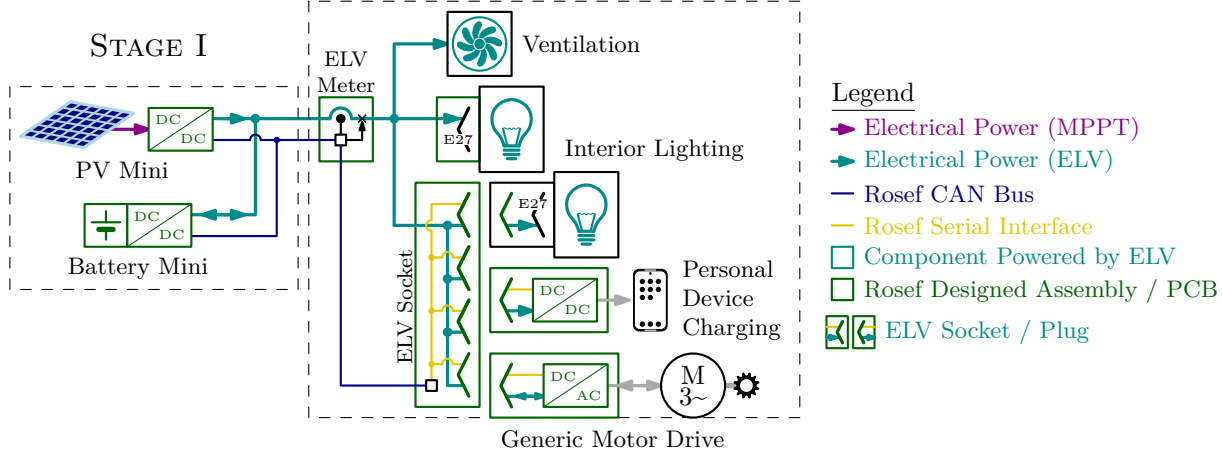 STAGE I
ELV
Meter
Ventilation
DC
DC
PV Mini
E27
Interior Lighting
DC
DC
Battery Mini
E27
ELV Socket
DC
DC
Personal
Device
Charging
DC
AC
M
3~
Generic Motor Drive
Legend
Electrical Power (MPPT)
Electrical Power (ELV)
Rosef CAN Bus
Rosef Serial Interface
Component Powered by ELV
Rosef Designed Assembly / PCB
ELV Socket / Plug